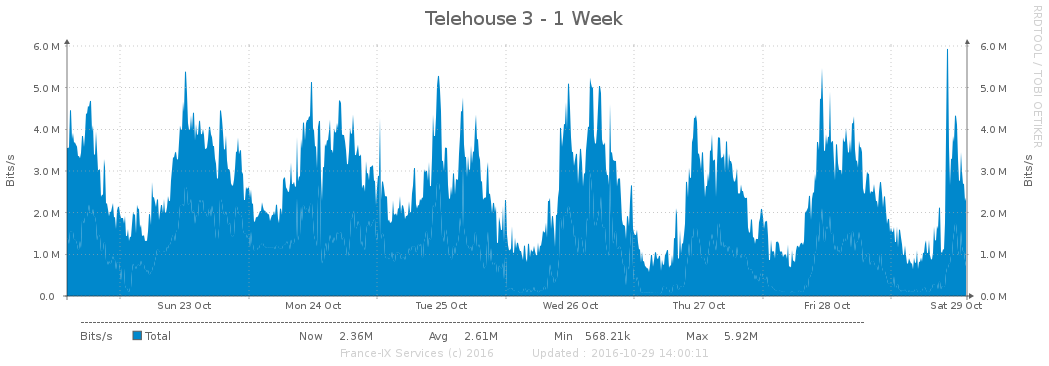 Telehouse 3 - 1 Week
RRDTOOL / TOBI OETIKER
Bits/s
6.0 M 6.0 M
5.0 M 5.0 M
4.0 M 4.0 M
3.0 M 3.0 M
2.0 M 2.0 M
1.0 M 1.0 M
0.0 0.0 M
Bits/s
Sun 23 Oct Mon 24 Oct Tue 25 Oct Wed 26 Oct Thu 27 Oct Fri 28 Oct Sat 29 Oct
Bits/s Total Now 2.36M Avg 2.61M Min 568.21k Max 5.92M
France-IX Services (c) 2016 Updated : 2016-10-29 14:00:11